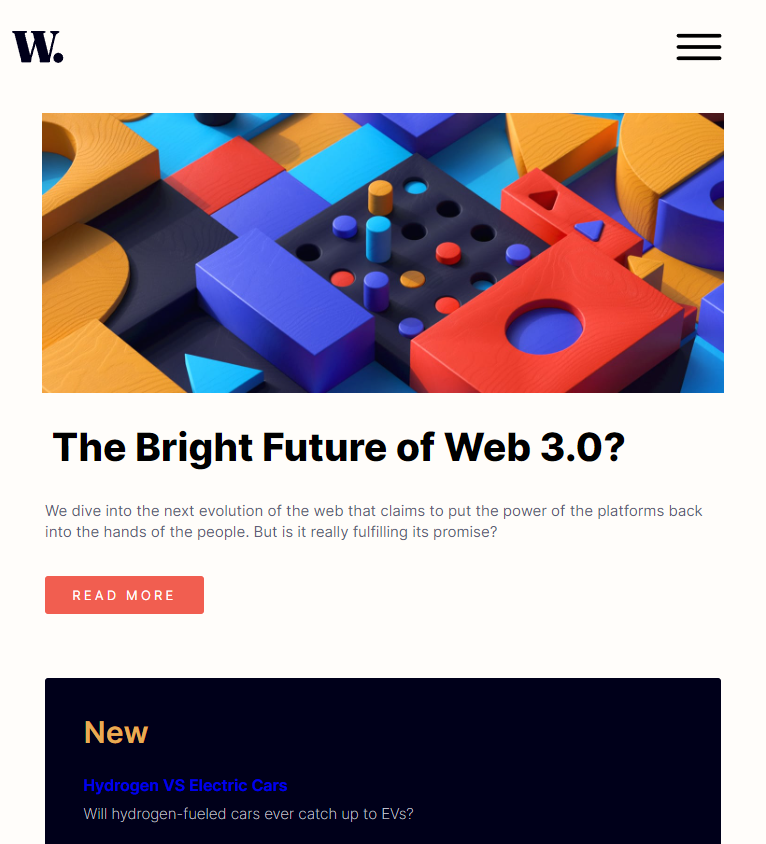 W.
The Bright Future of Web 3.0?
We dive into the next evolution of the web that claims to put the power of the platforms back
into the hands of the people. But is it really fulfilling its promise?
READ MORE
New
Hydrogen VS Electric Cars
Will hydrogen-fueled cars ever catch up to EVs?